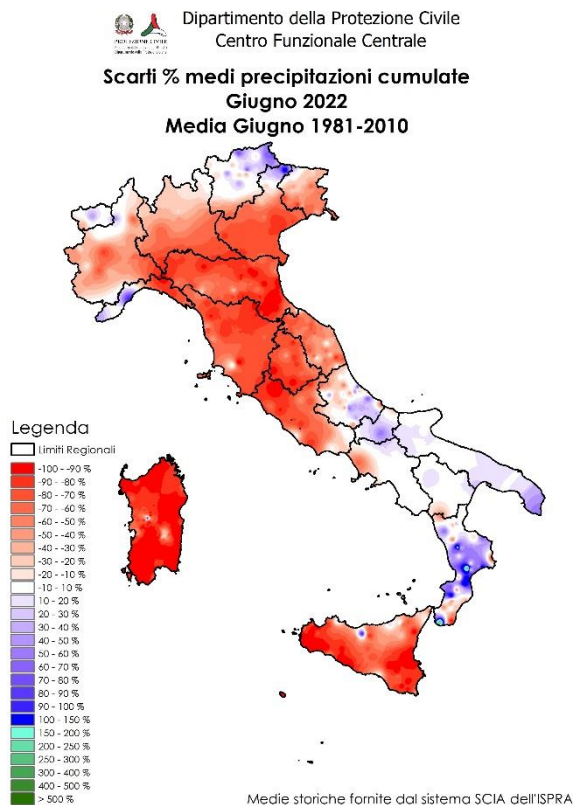 Dipartimento della Protezione Civile
Centro Funzionale Centrale
Scarti % medi precipitazioni cumulate
Giugno 2022
Media Giugno 1981-2010
Legenda
Limiti Regionali
-100 - -90 %
-90 - -80 %
-80 - -70 %
-70 - -60 %
-60 - -50 %
-50 - -40 %
-40 - -30 %
-30 - -20 %
-20 - -10 %
-10 - 10 %
10 - 20 %
20 - 30 %
30 - 40 %
40 - 50 %
50 - 60 %
60 - 70 %
70 - 80 %
80 - 90 %
90 - 100 %
100 - 150 %
150 - 200 %
200 - 250 %
250 - 300 %
300 - 400 %
400 - 500 %
> 500 %
Medie storiche fornite dal sistema SCIA dell'ISPRA